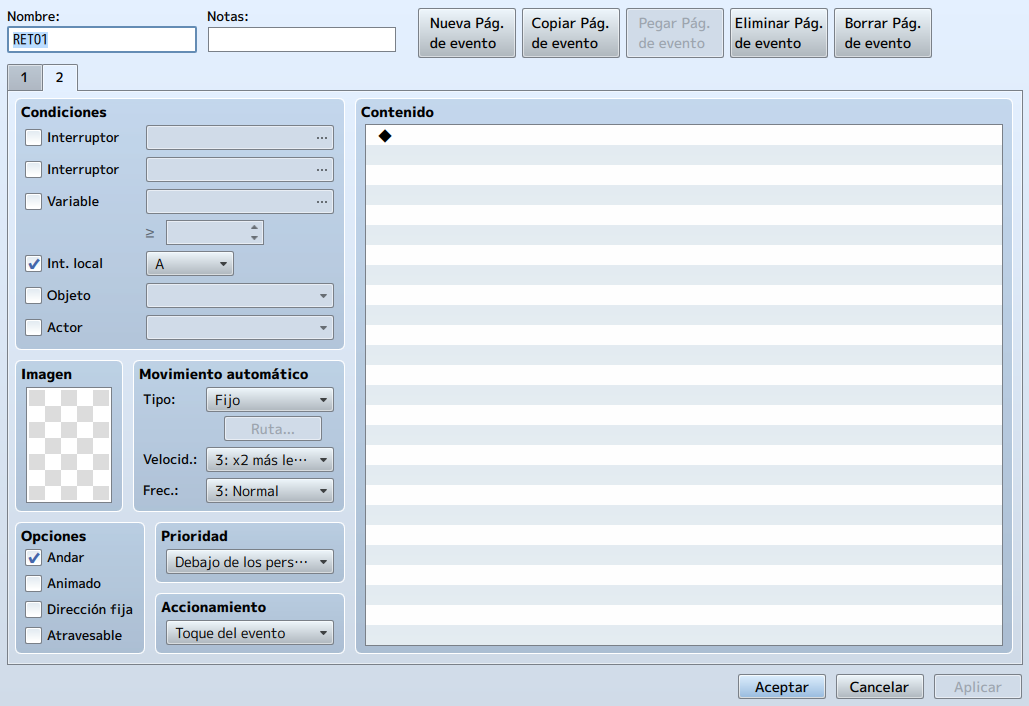 Nombre:
Notas:
RETO1
Nueva Pág. de evento
Copiar Pág. de evento
Pegar Pág. de evento
Eliminar Pág. de evento
Borrar Pág. de evento
1
2
Condiciones
Interruptor ...
Interruptor ...
Variable ...
≥
Int. local A
Objeto
Actor
Imagen
Movimiento automático
Tipo: Fijo
Ruta...
Velocid.: 3: x2 más le···
Frec.: 3: Normal
Opciones
Andar
Animado
Dirección fija
Atravesable
Prioridad
Debajo de los pers···
Accionamiento
Toque del evento
Contenido
◆
Aceptar
Cancelar
Aplicar